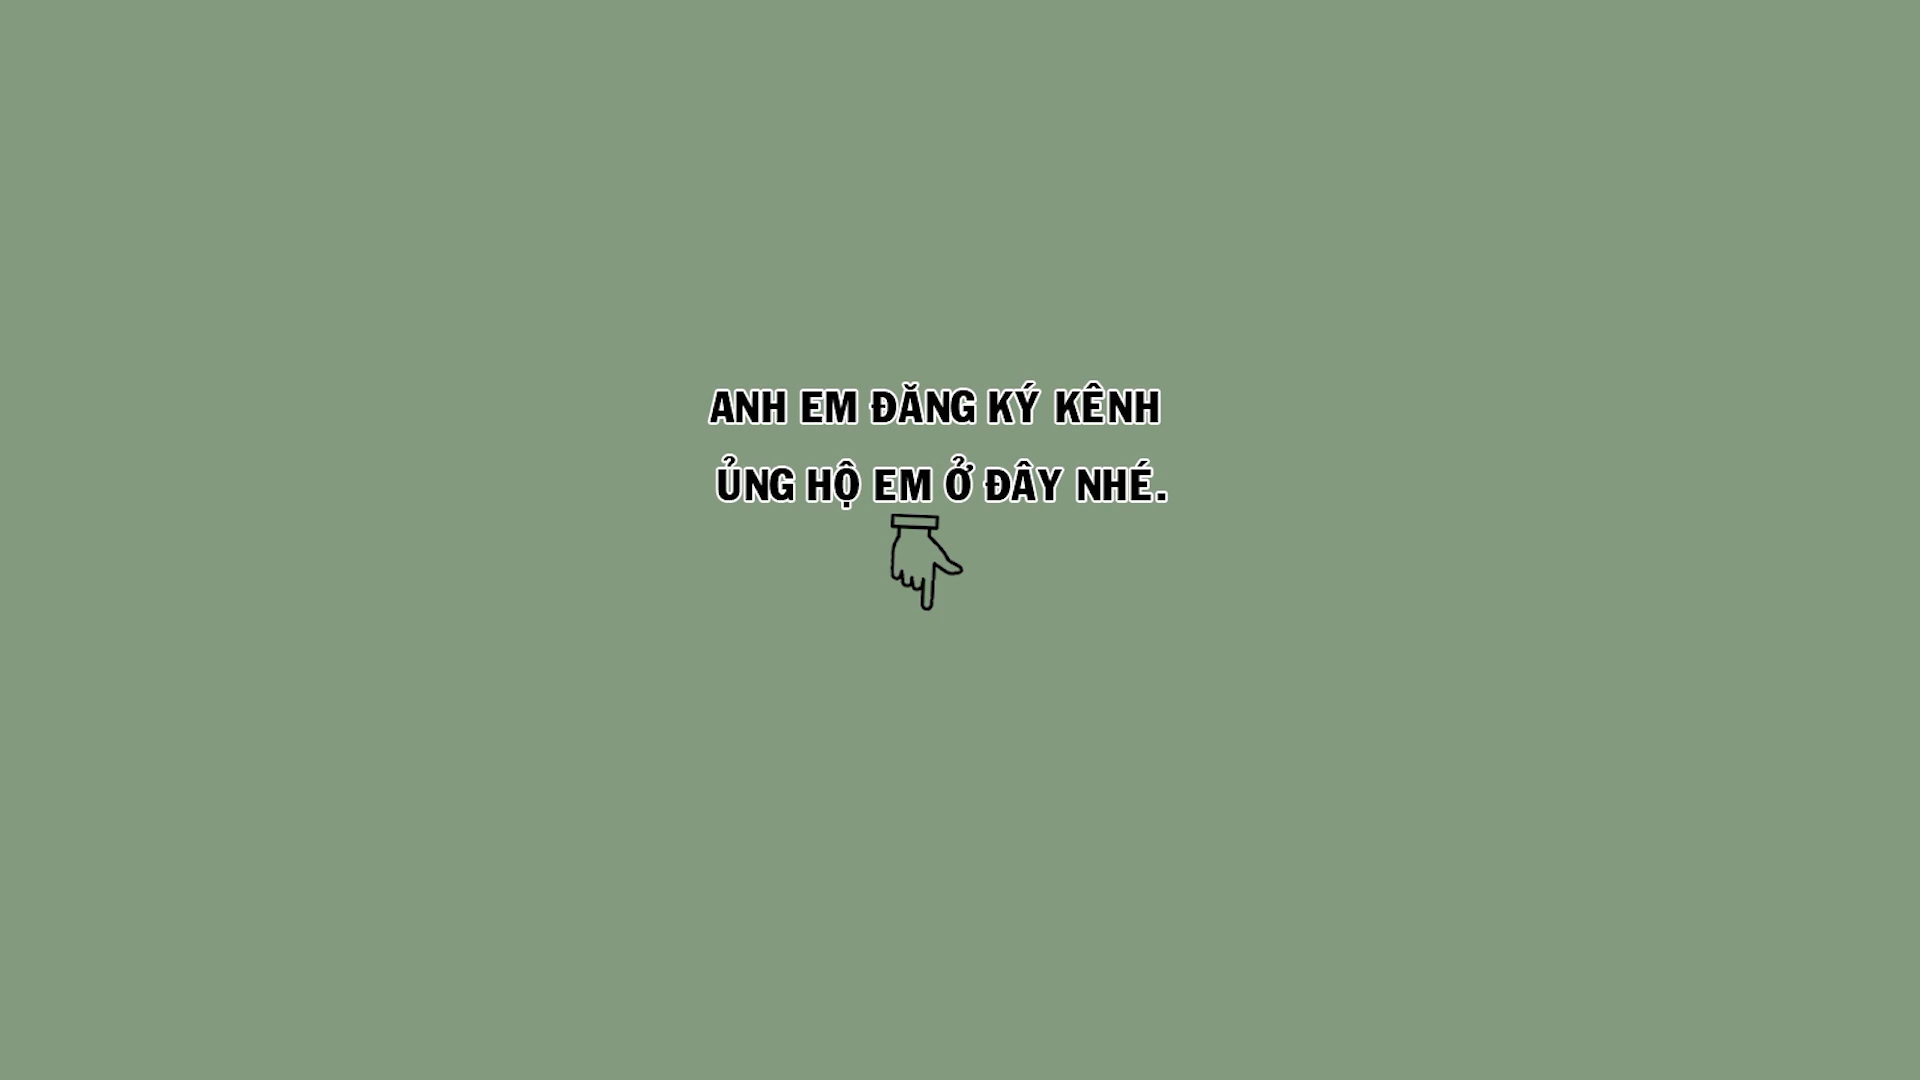 ANH EM ĐĂNG KÝ KÊNH
ỦNG HỘ EM Ở ĐÂY NHÉ.